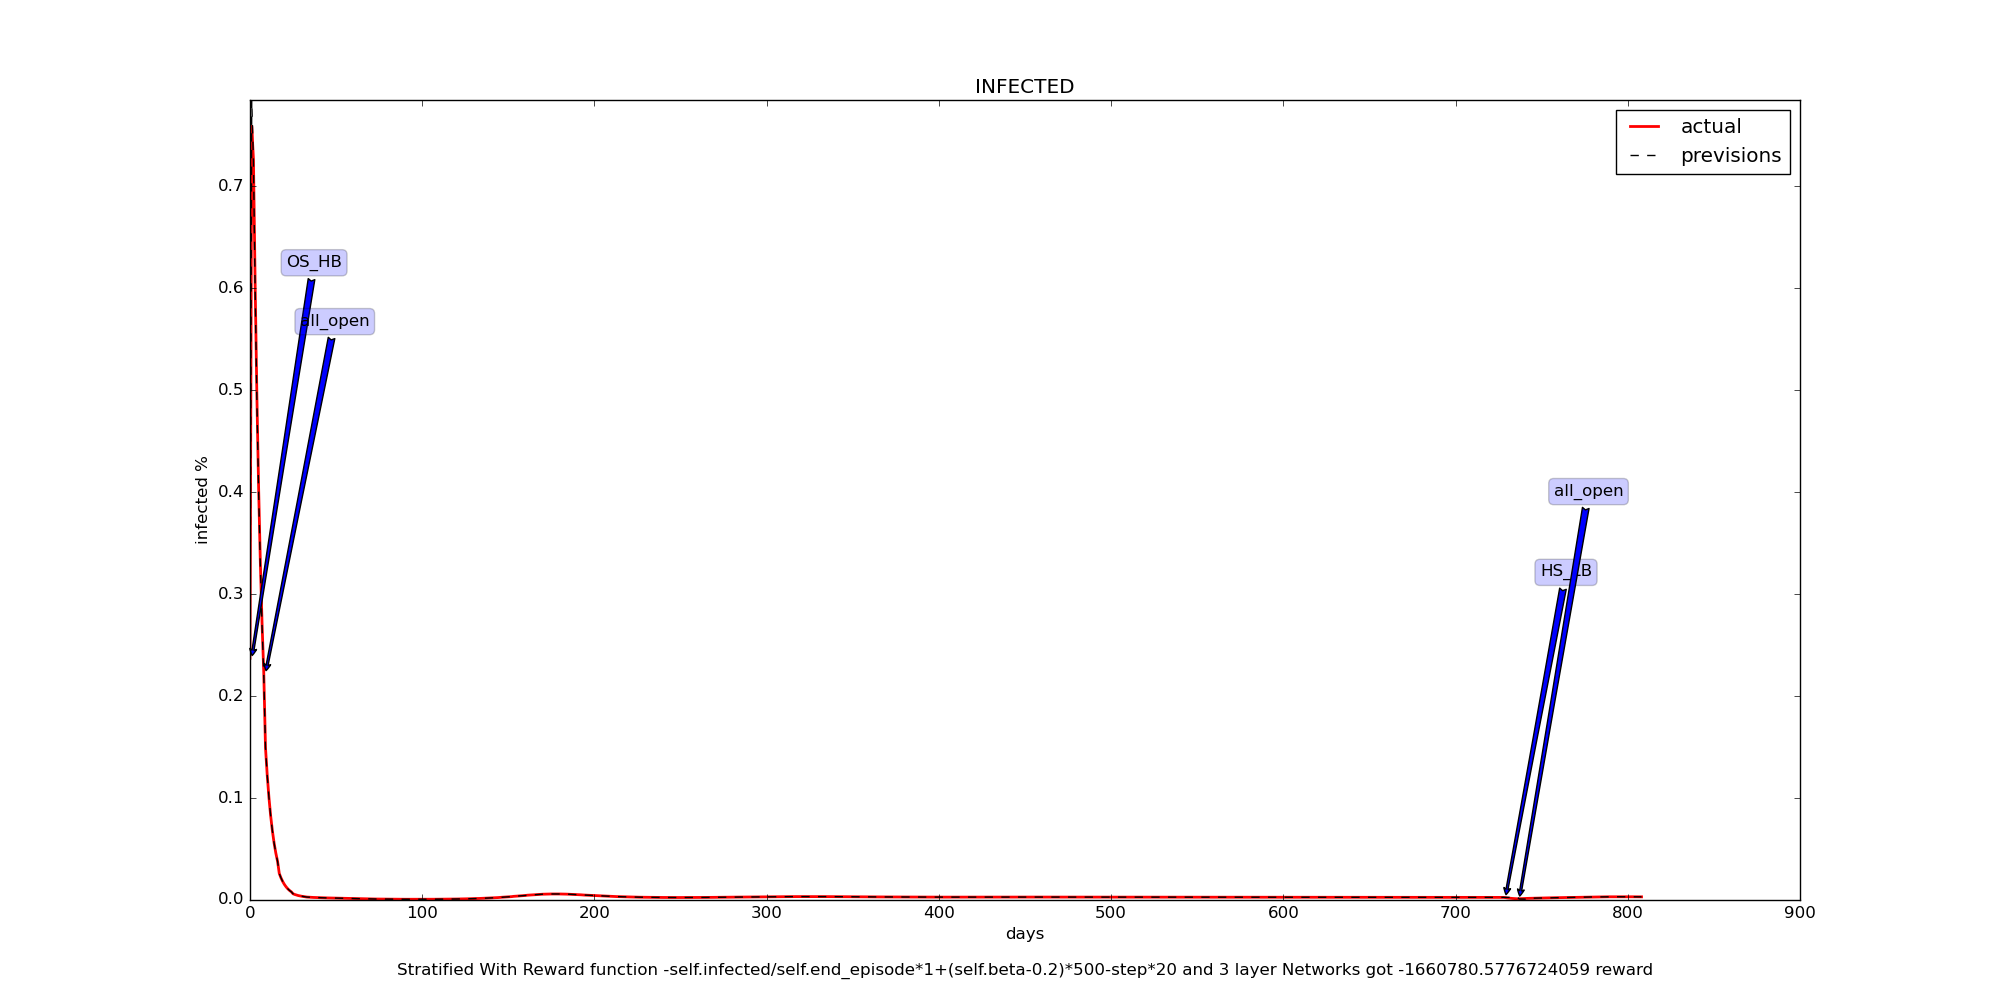 INFECTED
actual
previsions
0.7
0.6
0.5
0.4
0.3
0.2
0.1
0.0
infected %
OS_HB
all_open
all_open
0 100 200 300 400 500 600 700 800 900
days
Stratified With Reward function -self.infected/self.end_episode*1+(self.beta-0.2)*500-step*20 and 3 layer Networks got -1660780.5776724059 reward